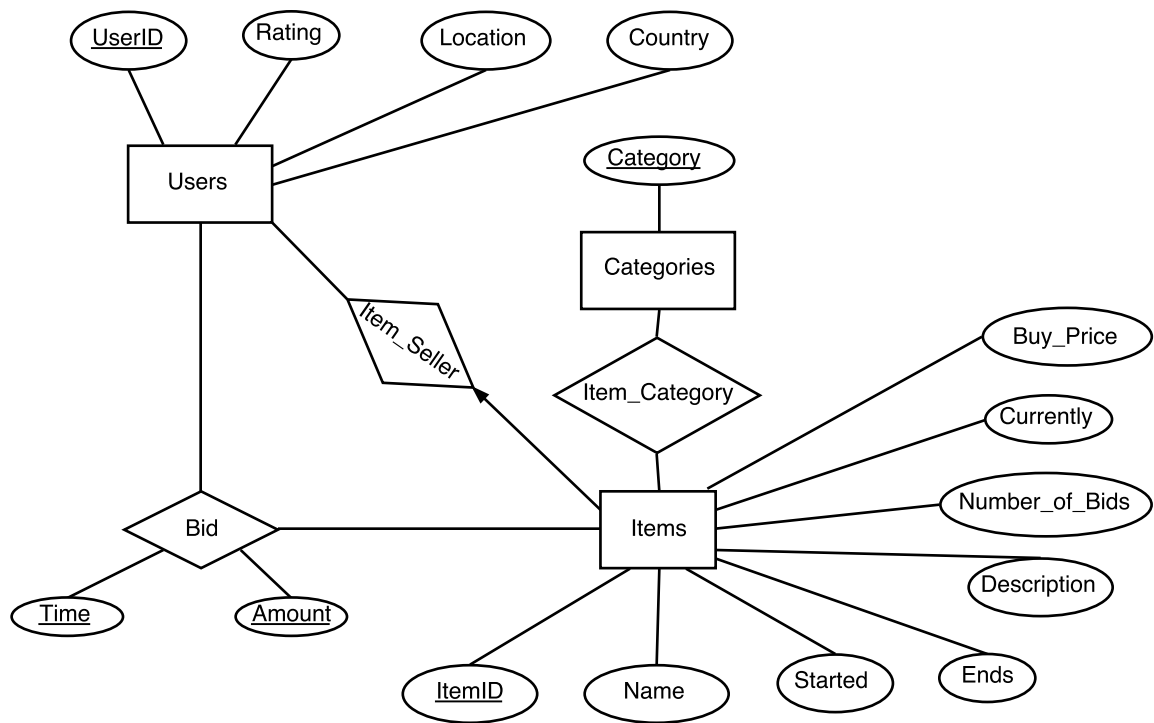 UserID
Rating
Location
Country
Category
Users
Categories
Item_Seller
Buy_Price
Item_Category
Currently
Number_of_Bids
Bid
Items
Description
Time
Amount
ItemID
Name
Started
Ends